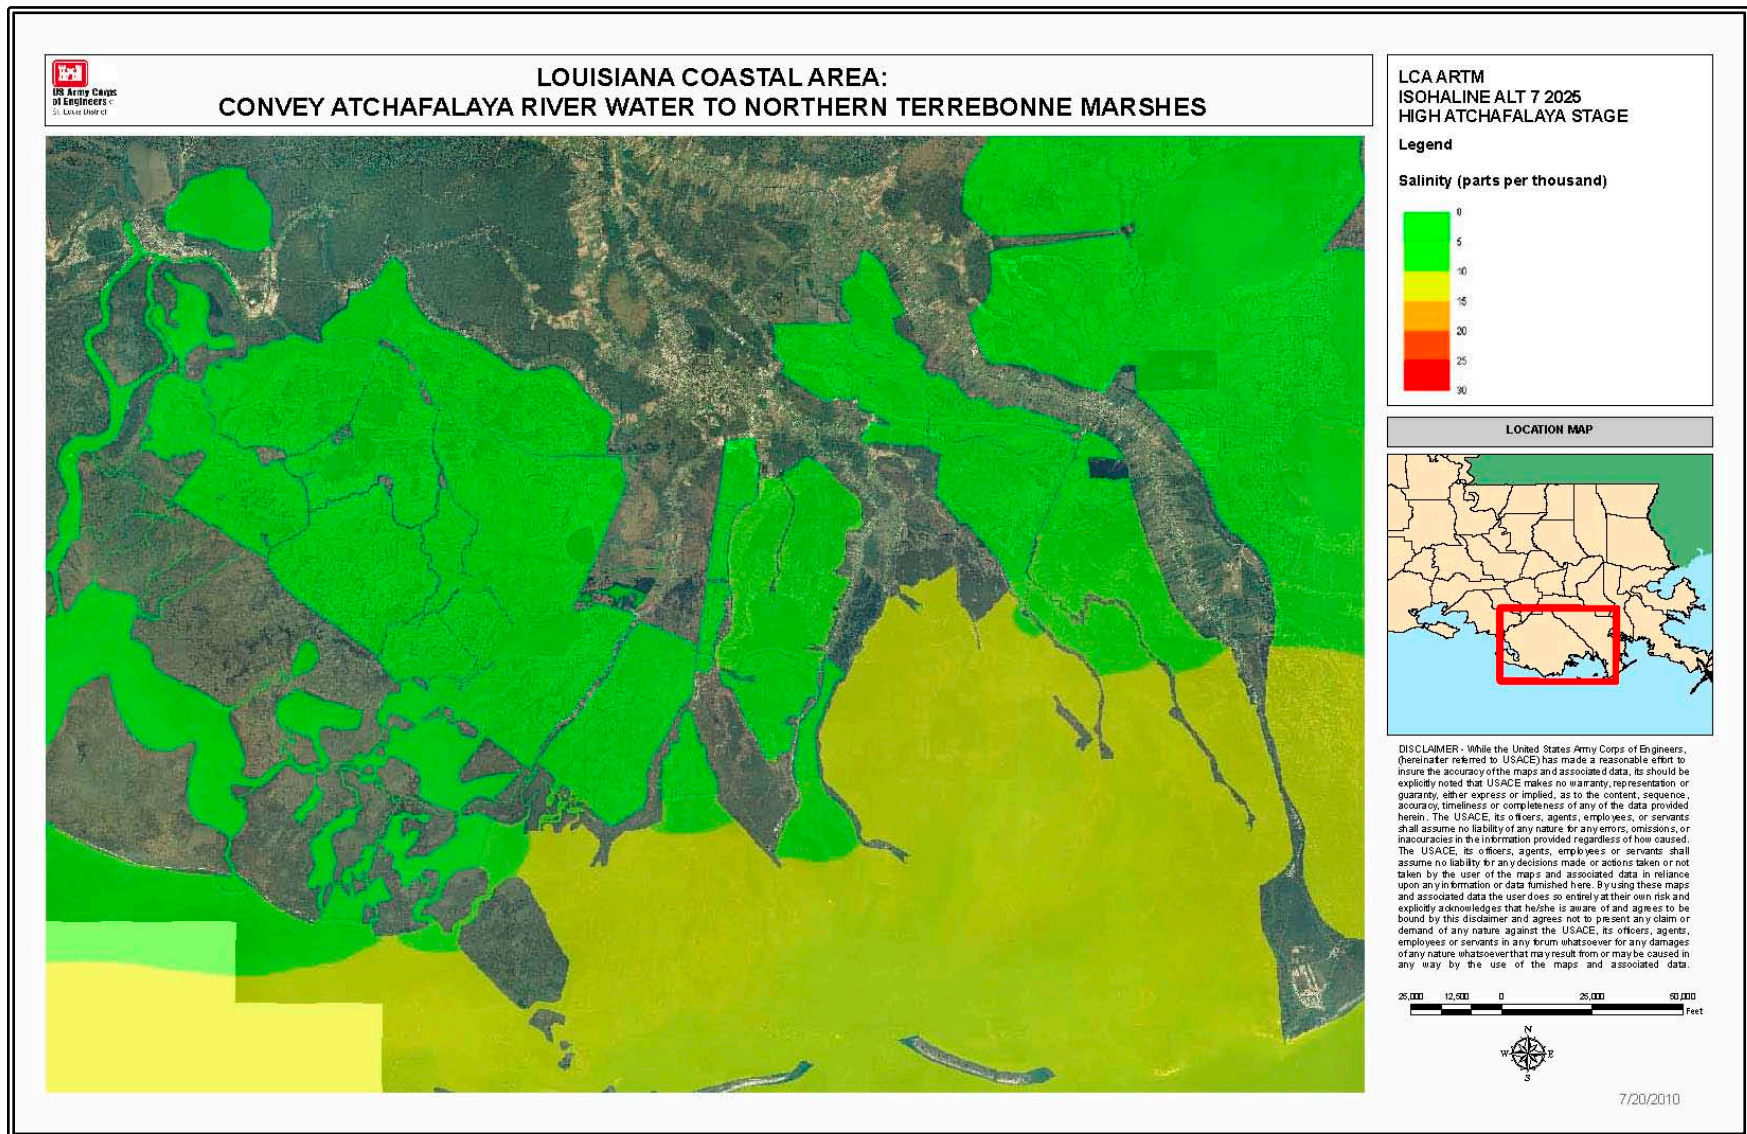 US Army Corps
of Engineers
St. Louis District
LOUISIANA COASTAL AREA:
CONVEY ATCHAFALAYA RIVER WATER TO NORTHERN TERREBONNE MARSHES
LCA ARTM
ISOHALINE ALT 7 2025
HIGH ATCHAFALAYA STAGE
Legend
Salinity (parts per thousand)
0
5
10
15
20
25
30
LOCATION MAP
DISCLAIMER - While the United States Army Corps of Engineers,
(hereinafter referred to USACE) has made a reasonable effort to
insure the accuracy of the maps and associated data, its should be
explicitly noted that USACE makes no warranty, representation or
guaranty, either express or implied, as to the content, sequence,
accuracy, timeliness or completeness of any of the data provided
herein. The USACE, its officers, agents, employees, or servants
shall assume no liability of any nature for any errors, omissions, or
inaccuracies in the information provided regardless of how caused.
The USACE, its officers, agents, employees or servants shall
assume no liability for any decisions made or actions taken or not
taken by the user of the maps and associated data in reliance
upon any information or data furnished here. By using these maps
and associated data the user does so entirely at their own risk and
explicitly acknowledges that he/she is aware of and agrees to be
bound by this disclaimer and agrees not to present any claim or
demand of any nature against the USACE, its officers, agents,
employees or servants in any forum whatsoever for any damages
of any nature whatsoever that may result from or may be caused in
any way by the use of the maps and associated data.
25,000 12,500 0 25,000 50,000
Feet
N
W E
S
7/20/2010